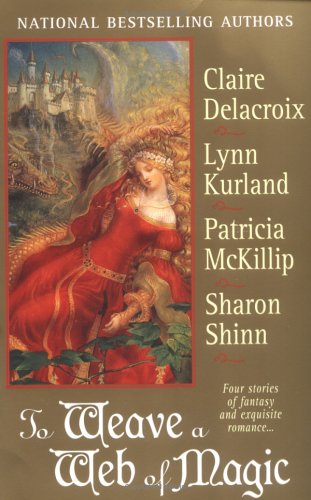 NATIONAL BESTSELLING AUTHORS
Claire
Delacroix
Lynn
Kurland
Patricia
McKillip
Sharon
Shinn
Four stories
of fantasy
and exquisite
romance...
To Weave a
Web of Magic